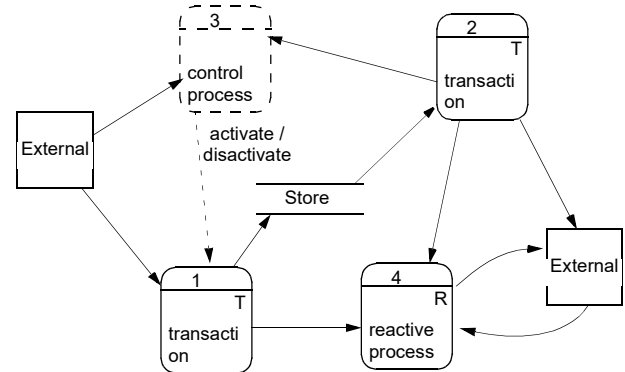 3
control
process
2
T
transacti
on
External
activate /
disactivate
Store
1
T
transacti
on
4
R
reactive
process
External